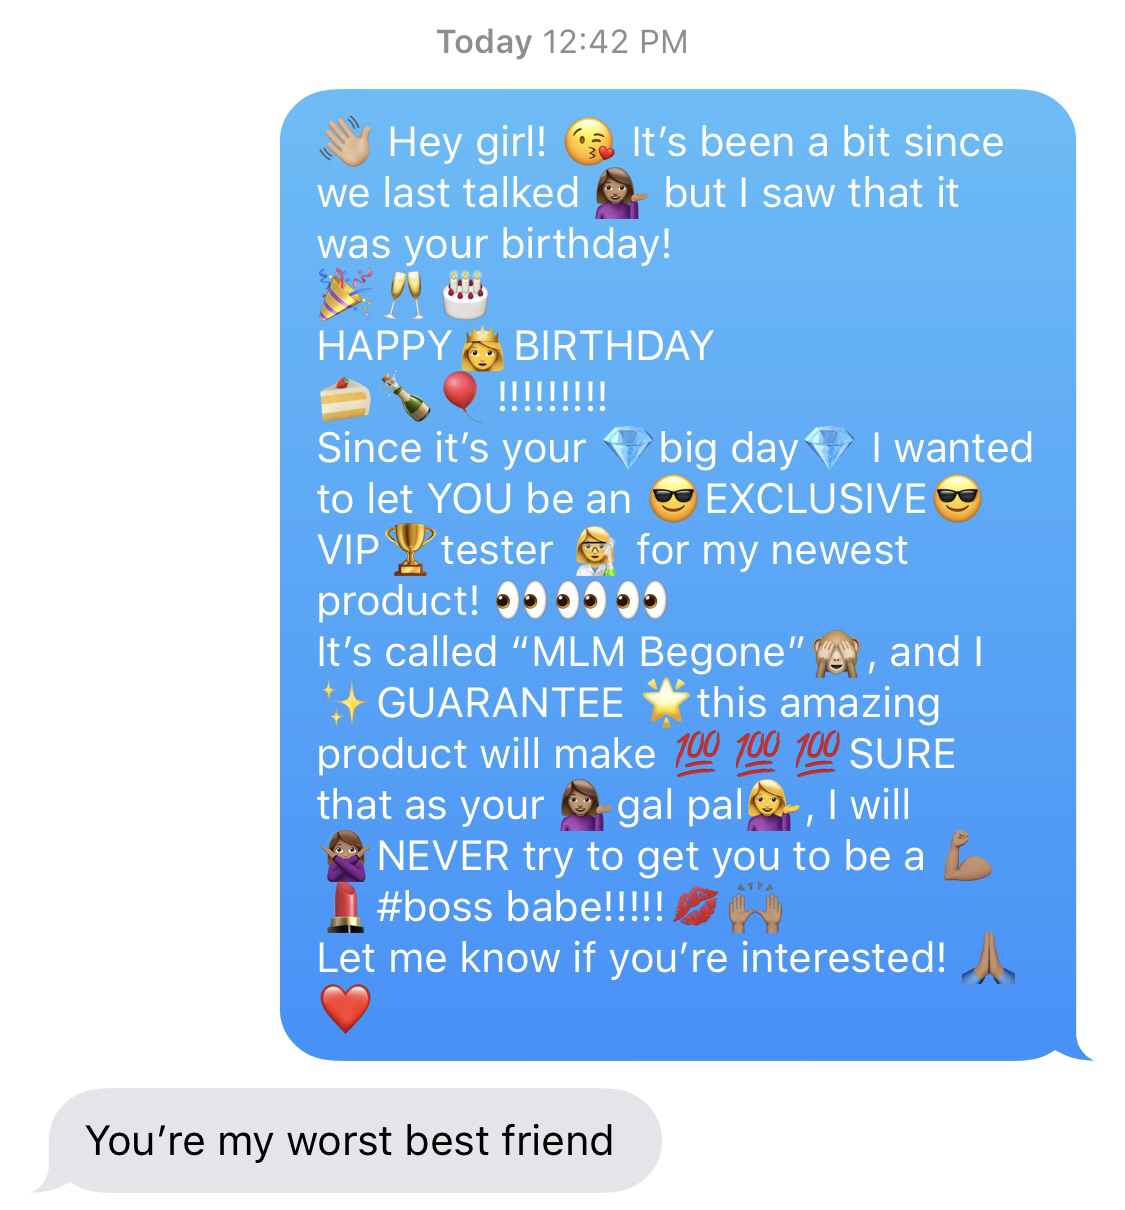 Today 12:42 PM
👋🏼 Hey girl! 😘 It’s been a bit since
we last talked 💁🏾‍♀️ but I saw that it
was your birthday!
🎉🥂🎂
HAPPY👸BIRTHDAY
🍰🍾🎈!!!!!!!!!
Since it’s your 💎big day💎 I wanted
to let YOU be an 😎EXCLUSIVE😎
VIP🏆tester 👩‍🔬 for my newest
product! 👀👀👀
It’s called “MLM Begone”🙈, and I
✨GUARANTEE 🌟this amazing
product will make 💯💯💯SURE
that as your 💁🏾‍♀️gal pal💁‍♀️, I will
🙅🏾‍♀️NEVER try to get you to be a 💪🏽
💄#boss babe!!!!!💋🙌🏽
Let me know if you’re interested! 🙏🏽
❤️
You’re my worst best friend